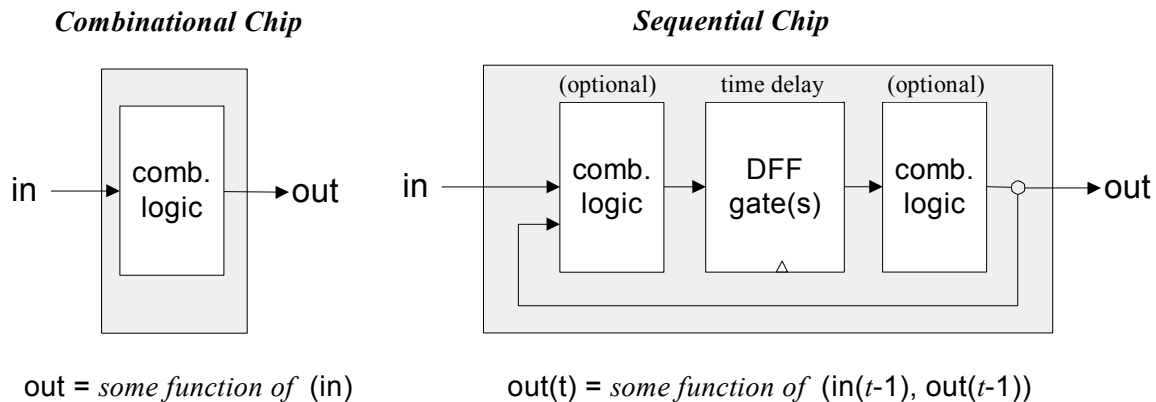 Combinational Chip
in
comb.
logic
out
out = some function of (in)
Sequential Chip
(optional)
time delay
(optional)
in
comb.
logic
DFF
gate(s)
comb.
logic
out
out(t) = some function of (in(t-1), out(t-1))